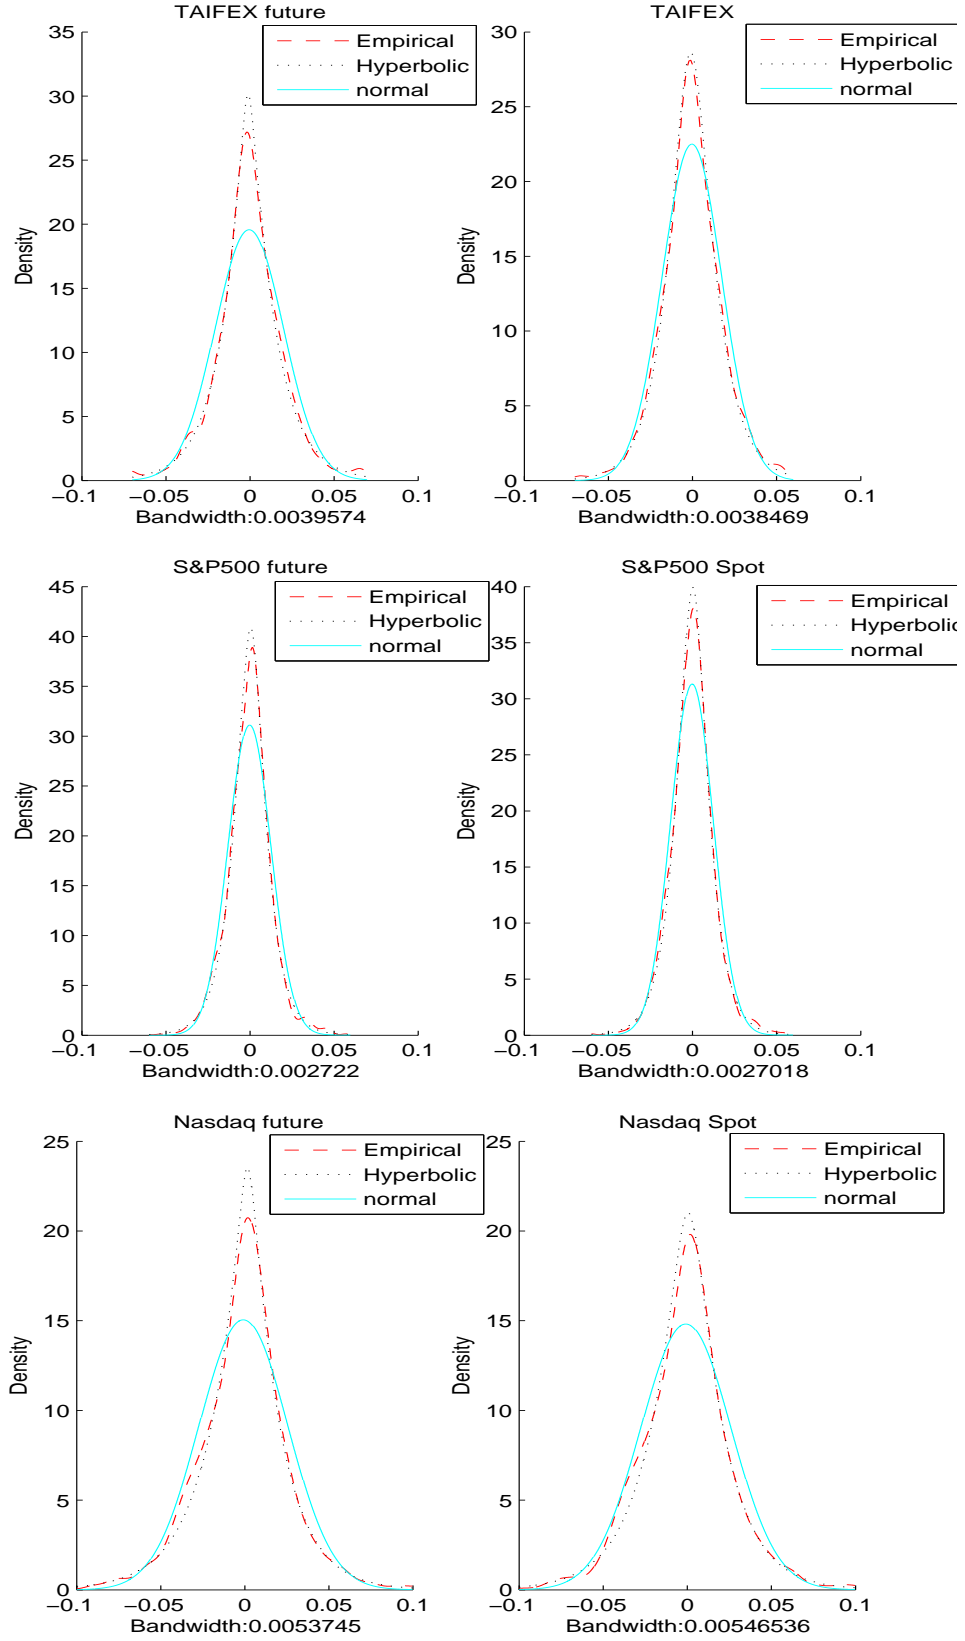 TAIFEX future
35
30
25
20
15
10
5
0
Density
Empirical
Hyperbolic
normal
−0.1 −0.05 0 0.05 0.1
Bandwidth:0.0039574
TAIFEX
30
25
20
15
10
5
0
Density
Empirical
Hyperbolic
normal
−0.1 −0.05 0 0.05 0.1
Bandwidth:0.0038469
S&P500 future
45
40
35
30
25
20
15
10
5
0
Density
Empirical
Hyperbolic
normal
−0.1 −0.05 0 0.05 0.1
Bandwidth:0.002722
S&P500 Spot
40
35
30
25
20
15
10
5
0
Density
Empirical
Hyperbolic
normal
−0.1 −0.05 0 0.05 0.1
Bandwidth:0.0027018
Nasdaq future
25
20
15
10
5
0
Density
Empirical
Hyperbolic
normal
−0.1 −0.05 0 0.05 0.1
Bandwidth:0.0053745
Nasdaq Spot
25
20
15
10
5
0
Density
Empirical
Hyperbolic
normal
−0.1 −0.05 0 0.05 0.1
Bandwidth:0.00546536